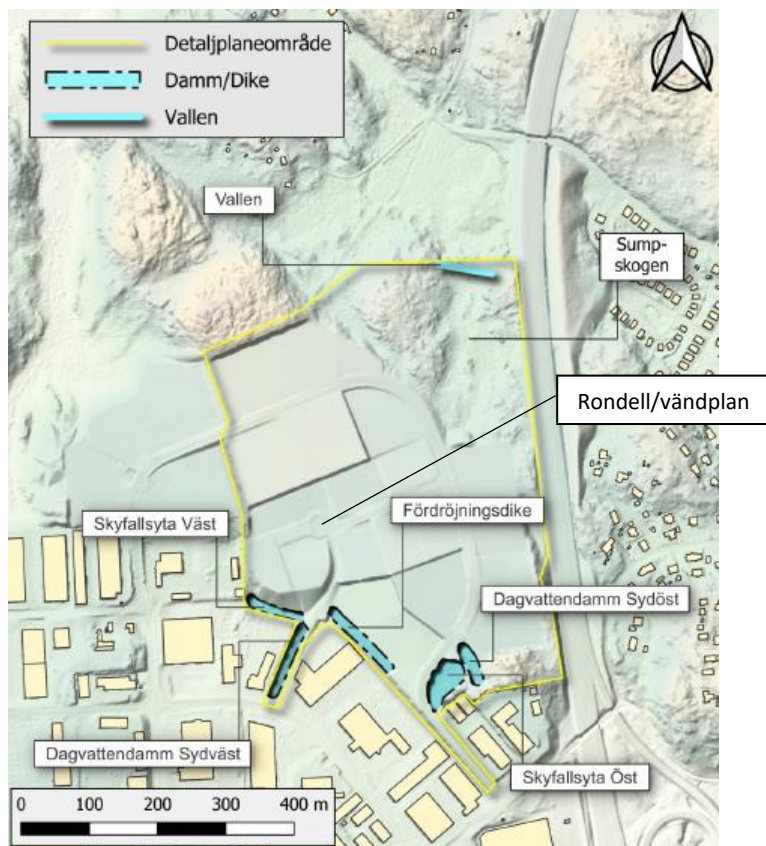 Detaljplaneområde
Damm/Dike
Vallen
Vallen
Sump-
skogen
Rondell/vändplan
Fördröjningsdike
Skyfallsyta Väst
Dagvattendamm Sydöst
Dagvattendamm Sydväst
Skyfallsyta Öst
0 100 200 300 400 m